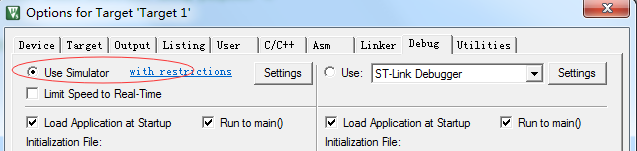 Options for Target 'Target 1'
Device Target Output Listing User C/C++ Asm Linker Debug Utilities
Use Simulator with restrictions Settings Use: ST-Link Debugger Settings
Limit Speed to Real-Time
Load Application at Startup Run to main() Load Application at Startup Run to main()
Initialization File: Initialization File: